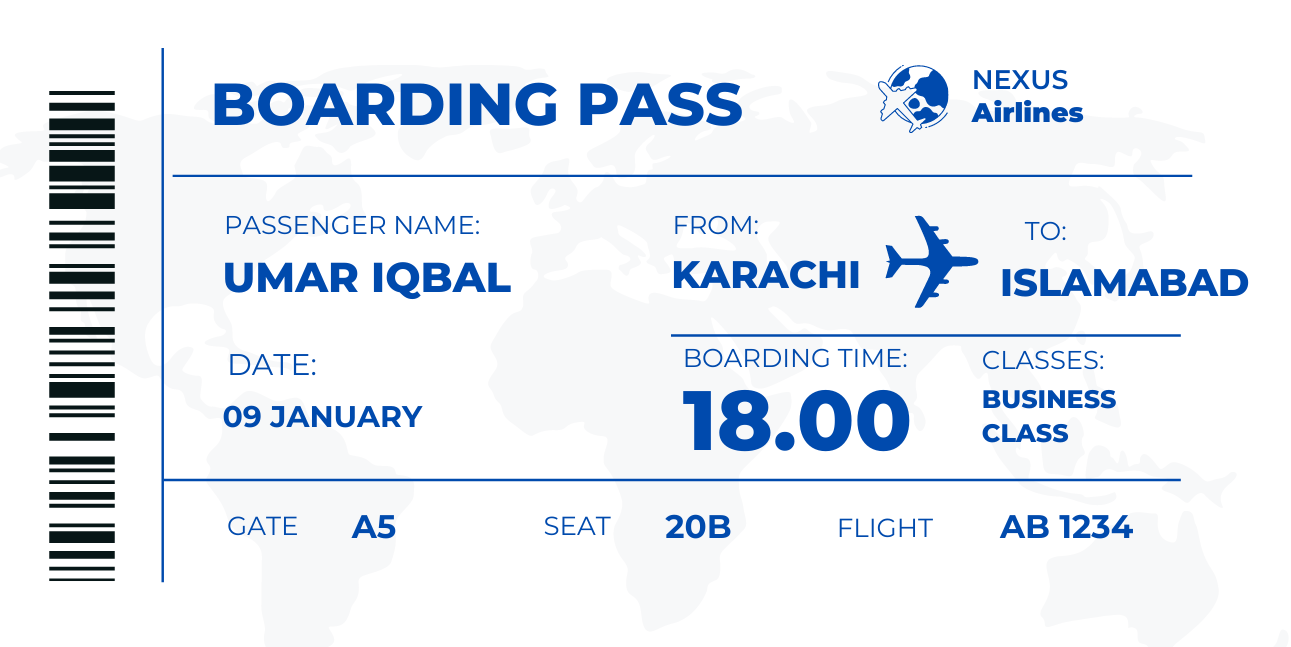 BOARDING PASS
NEXUS
Airlines
PASSENGER NAME:
UMAR IQBAL
FROM:
KARACHI
TO:
ISLAMABAD
DATE:
09 JANUARY
BOARDING TIME:
18.00
CLASSES:
BUSINESS
CLASS
GATE A5 SEAT 20B FLIGHT AB 1234